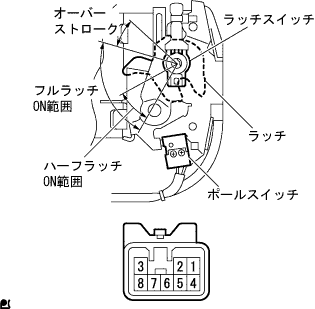 オーバー
ストローク
ラッチスイッチ
フルラッチ
ON範囲
ラッチ
ハーフラッチ
ON範囲
ポールスイッチ
3 2 1
8 7 6 5 4